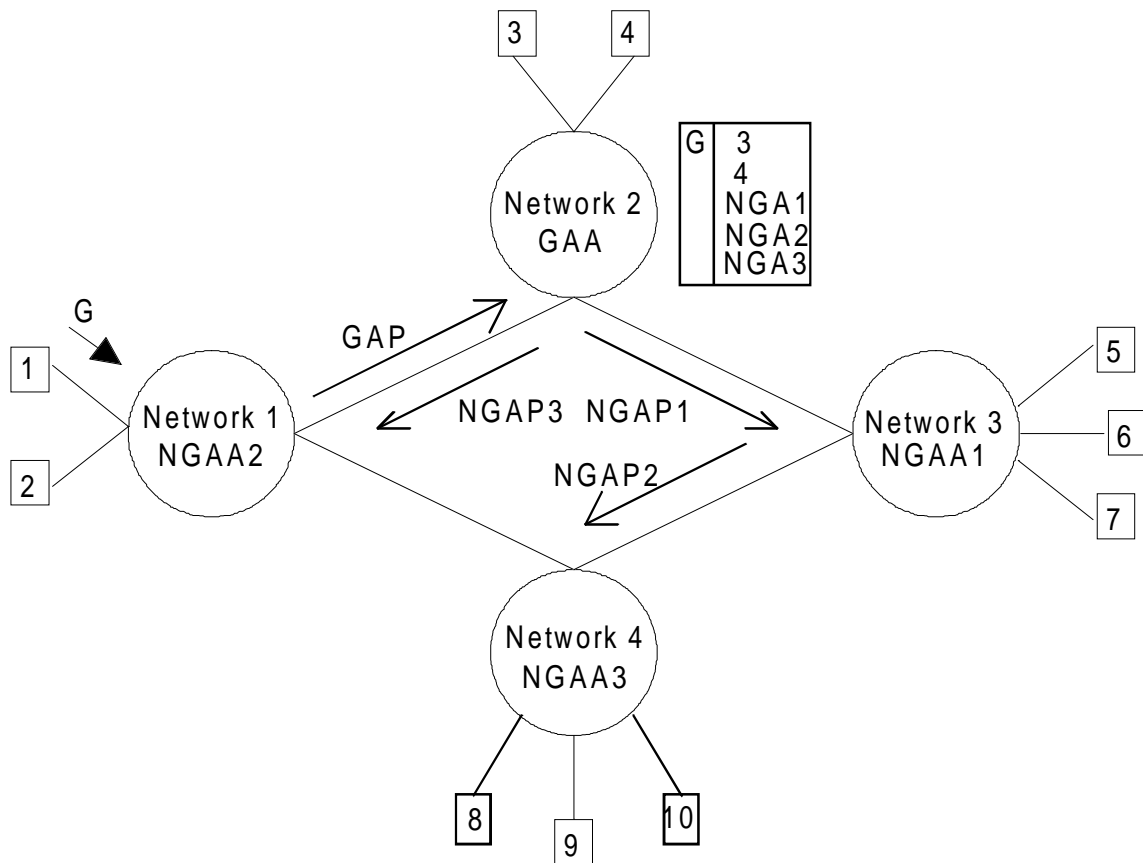 3
4
G 3
4
NGA1
NGA2
NGA3
Network 2
GAA
G
GAP
1
2
Network 1
NGAA2
NGAP3 NGAP1
NGAP2
Network 3
NGAA1
5
6
7
Network 4
NGAA3
8
9
10